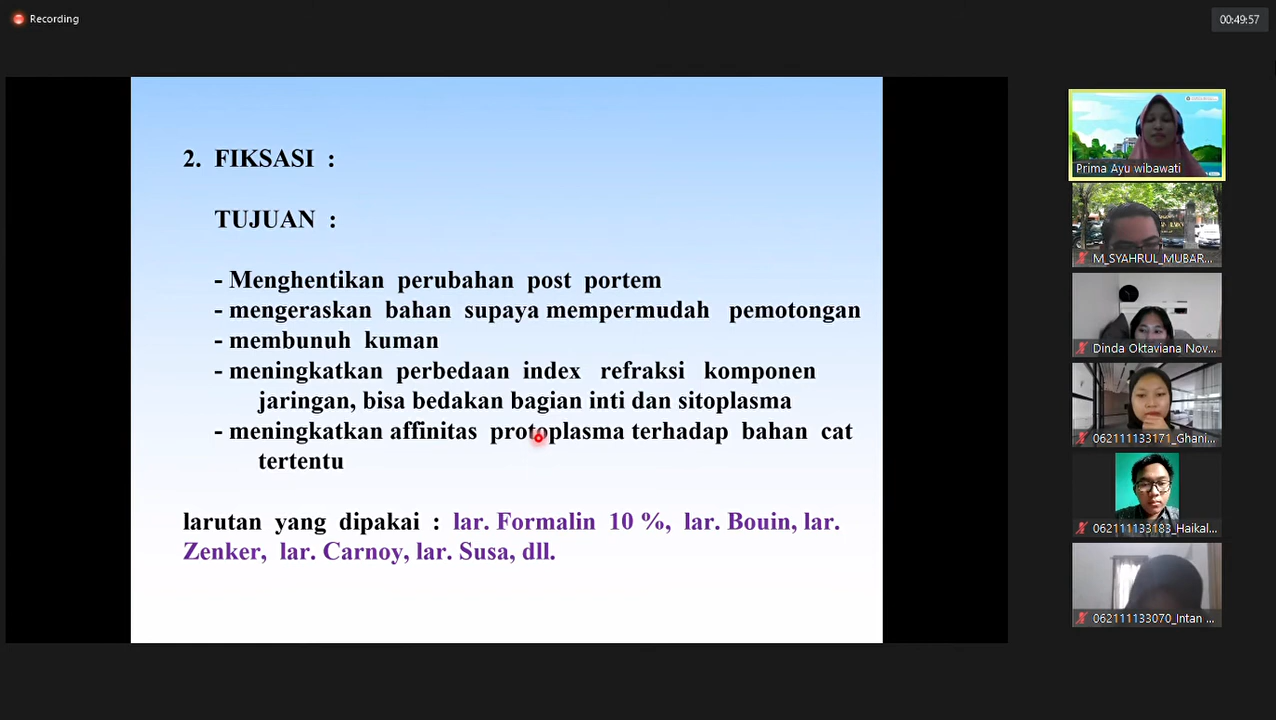 Recording
00:49:57
2. FIKSASI :
TUJUAN :
- Menghentikan perubahan post portem
- mengeraskan bahan supaya mempermudah pemotongan
- membunuh kuman
- meningkatkan perbedaan index refraksi komponen
jaringan, bisa bedakan bagian inti dan sitoplasma
- meningkatkan affinitas protoplasma terhadap bahan cat
tertentu
larutan yang dipakai : lar. Formalin 10 %, lar. Bouin, lar.
Zenker, lar. Carnoy, lar. Susa, dll.
Prima Ayu wibawati
M_SYAHRUL_MUBAR...
Dinda Oktaviana Nov...
062111133171_Ghani...
062111133183_Haikal...
062111133070_Intan ...